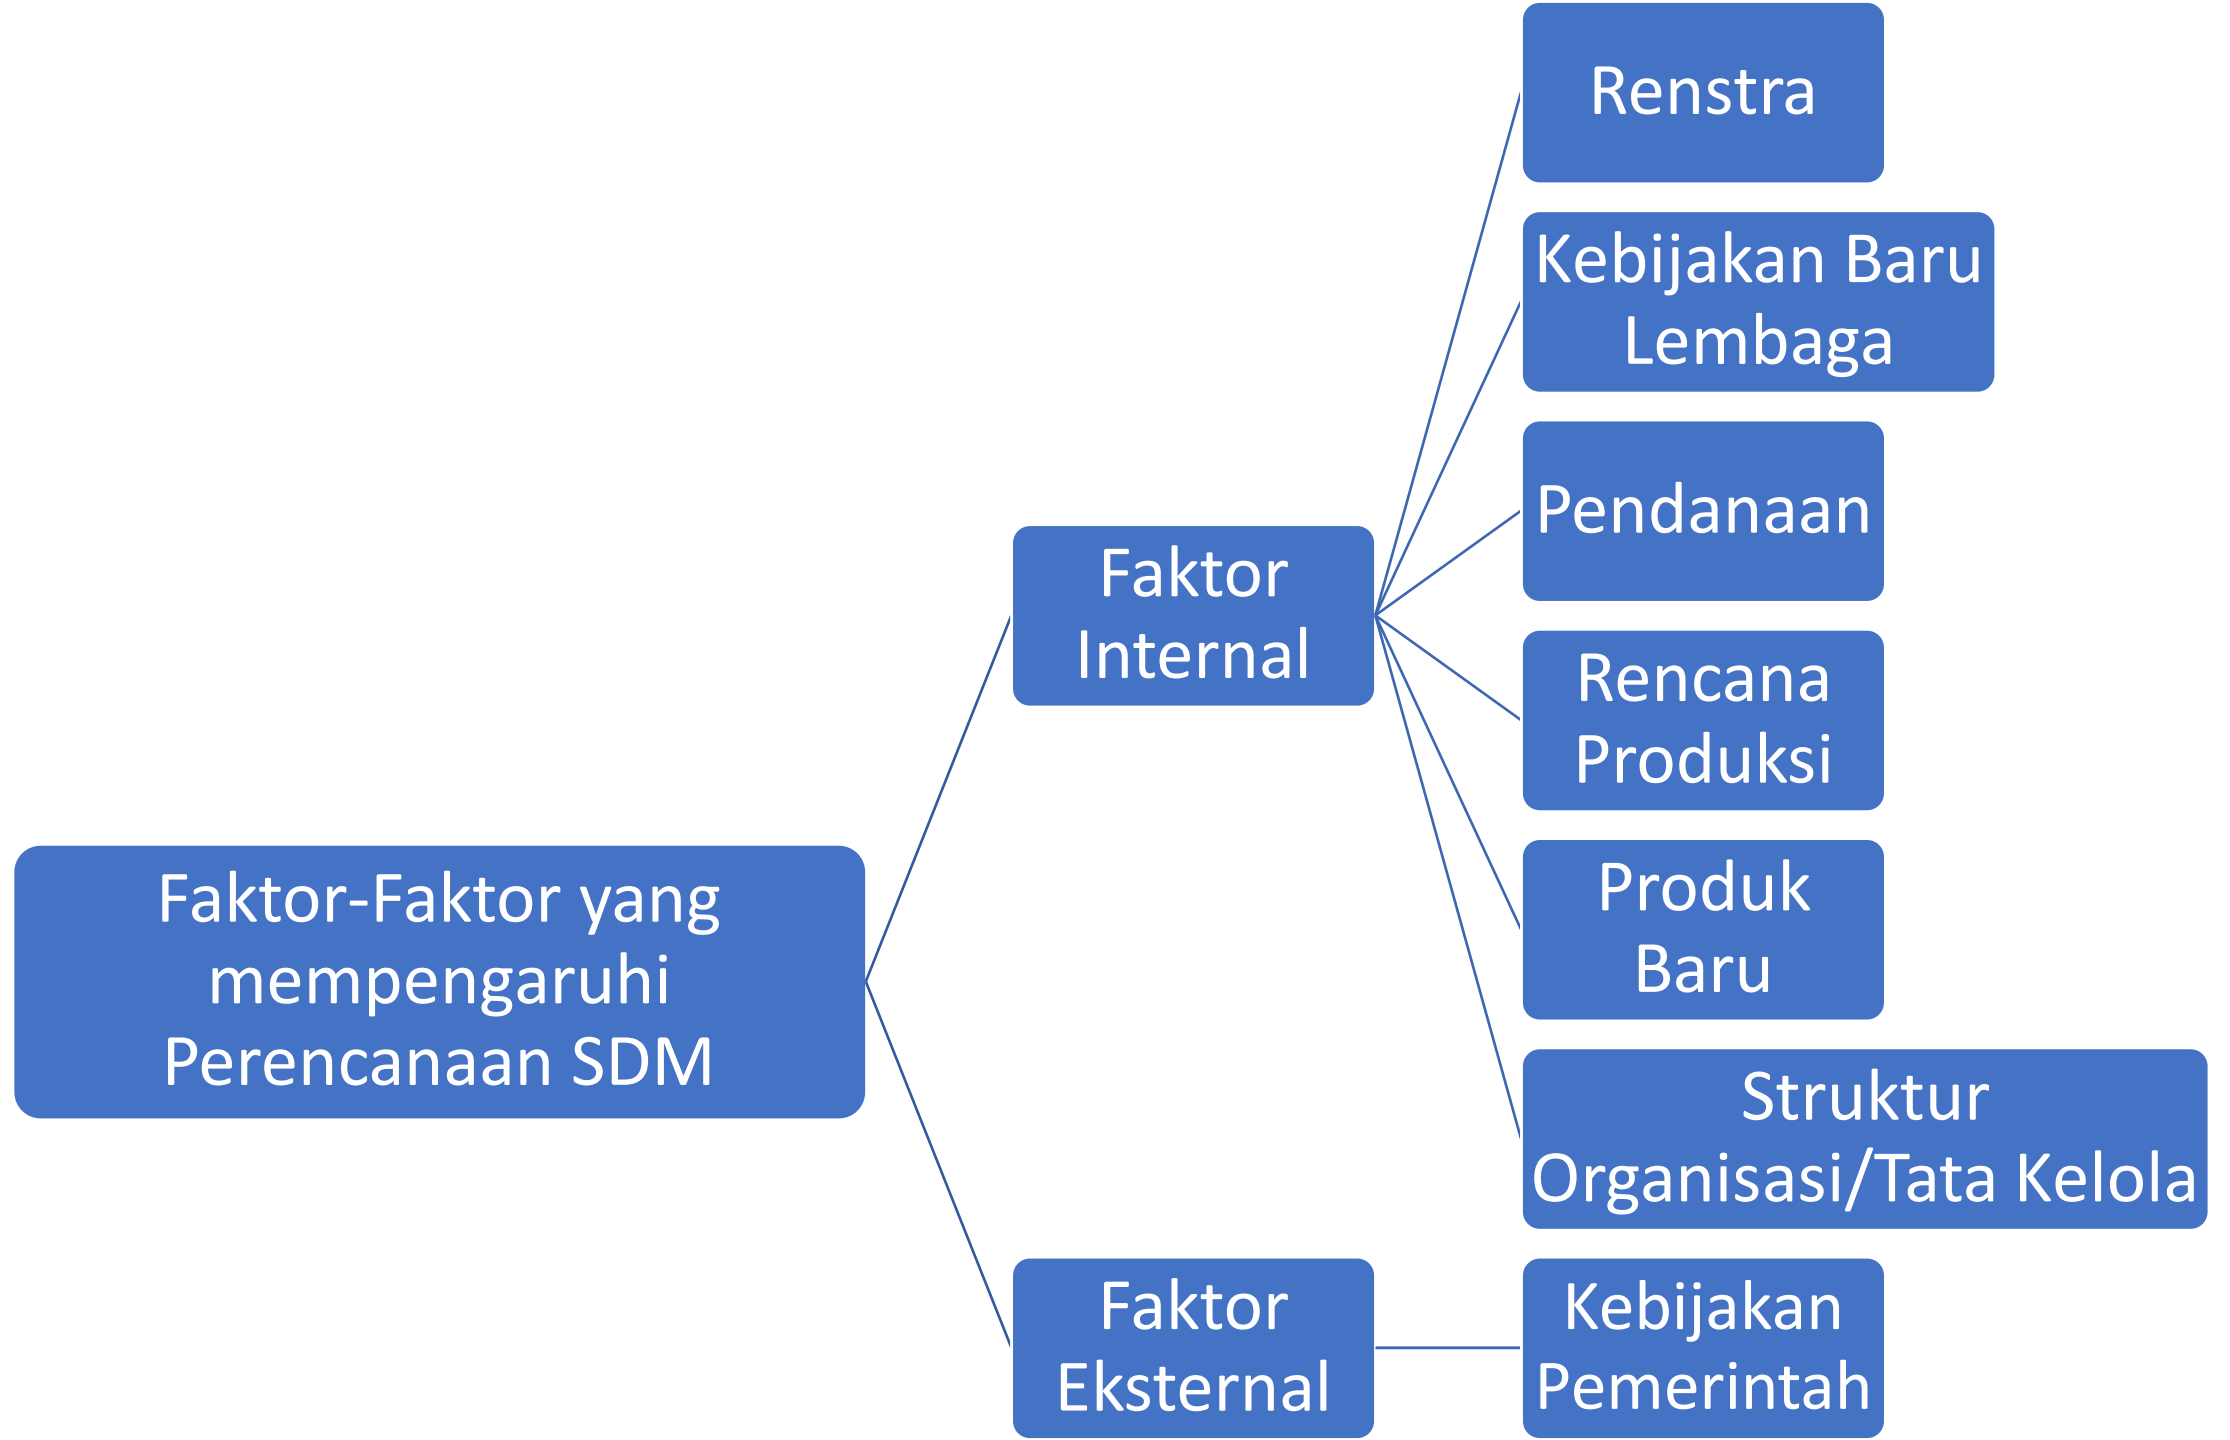 Faktor-Faktor yang
mempengaruhi
Perencanaan SDM
Faktor
Internal
Renstra
Kebijakan Baru
Lembaga
Pendanaan
Rencana
Produksi
Produk
Baru
Struktur
Organisasi/Tata Kelola
Faktor
Eksternal
Kebijakan
Pemerintah